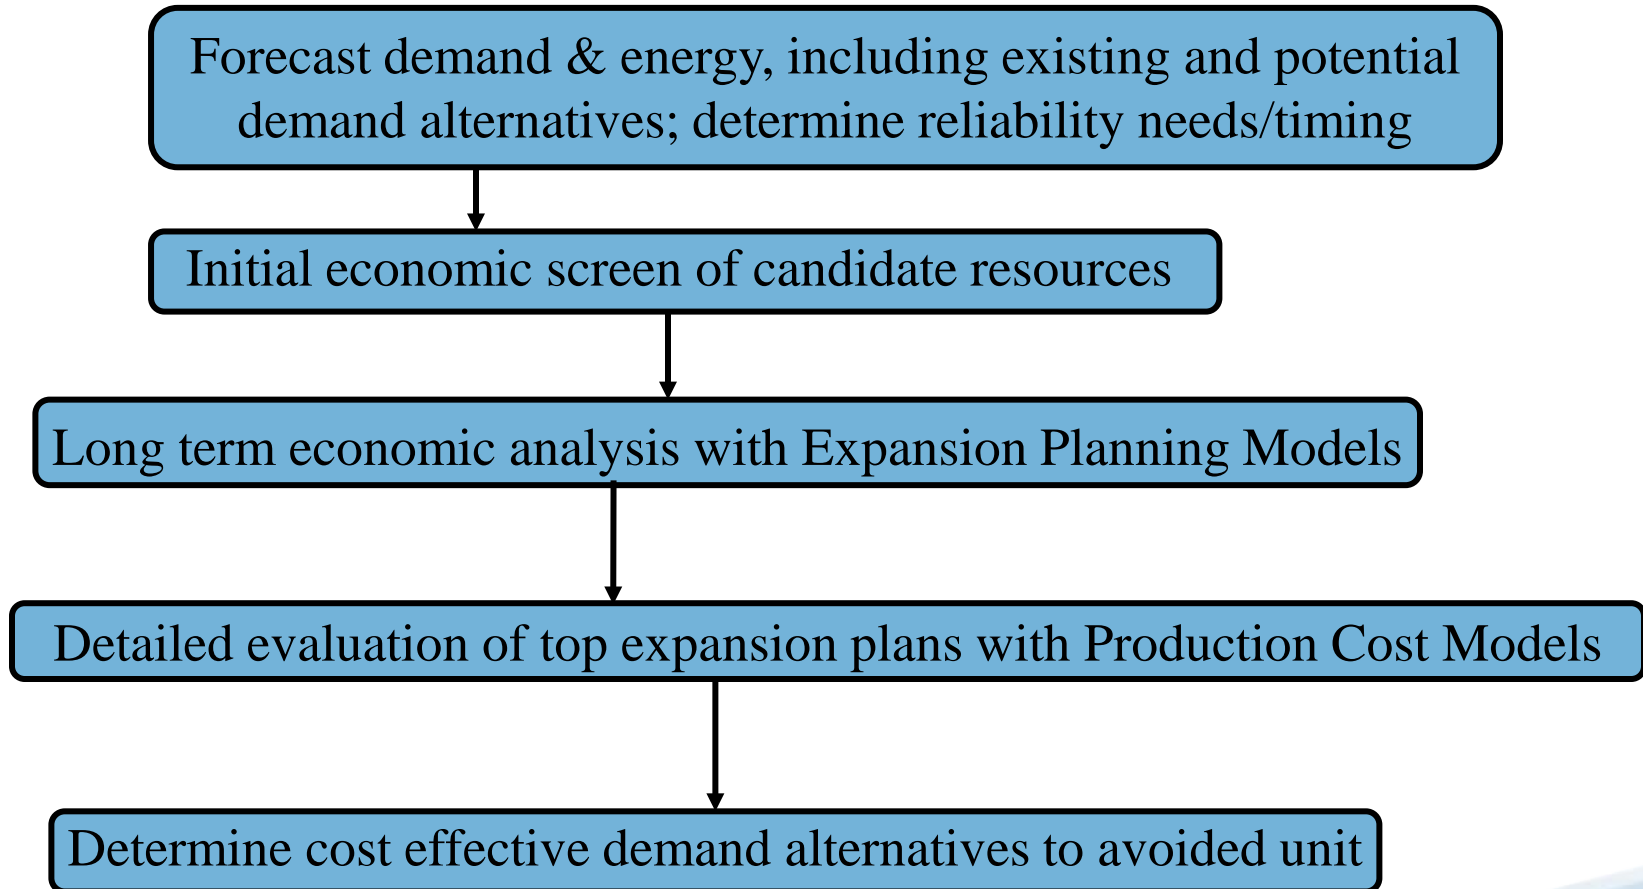 Forecast demand & energy, including existing and potential
demand alternatives; determine reliability needs/timing
Initial economic screen of candidate resources
Long term economic analysis with Expansion Planning Models
Detailed evaluation of top expansion plans with Production Cost Models
Determine cost effective demand alternatives to avoided unit